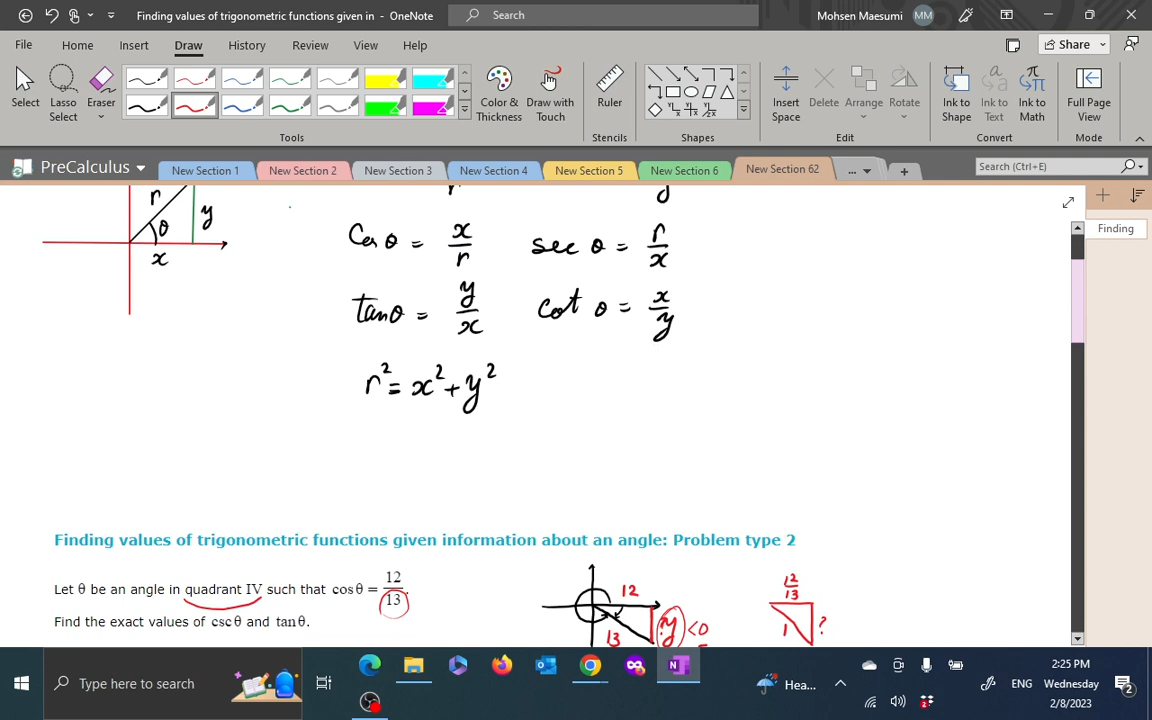 Finding values of trigonometric functions given in - OneNote
Search
Mohsen Maesumi MM
File Home Insert Draw History Review View Help
Share
Select
Lasso Select
Eraser
Color & Thickness
Draw with Touch
Ruler
Insert Space
Delete
Arrange
Rotate
Ink to Shape
Ink to Text
Ink to Math
Full Page View
Tools Stencils Shapes Edit Convert Mode
PreCalculus
New Section 1 New Section 2 New Section 3 New Section 4 New Section 5 New Section 6 New Section 62 ...
Search (Ctrl+E)
Finding
r θ y x
r y
Cos θ = x/r sec θ = r/x
tan θ = y/x cot θ = x/y
r² = x² + y²
Finding values of trigonometric functions given information about an angle: Problem type 2
Let θ be an angle in quadrant IV such that cos θ = 12/13.
Find the exact values of csc θ and tan θ.
12
13
y < 0
12/13
1
?
Type here to search
Hea...
ENG
2:25 PM
Wednesday
2/8/2023
2
2